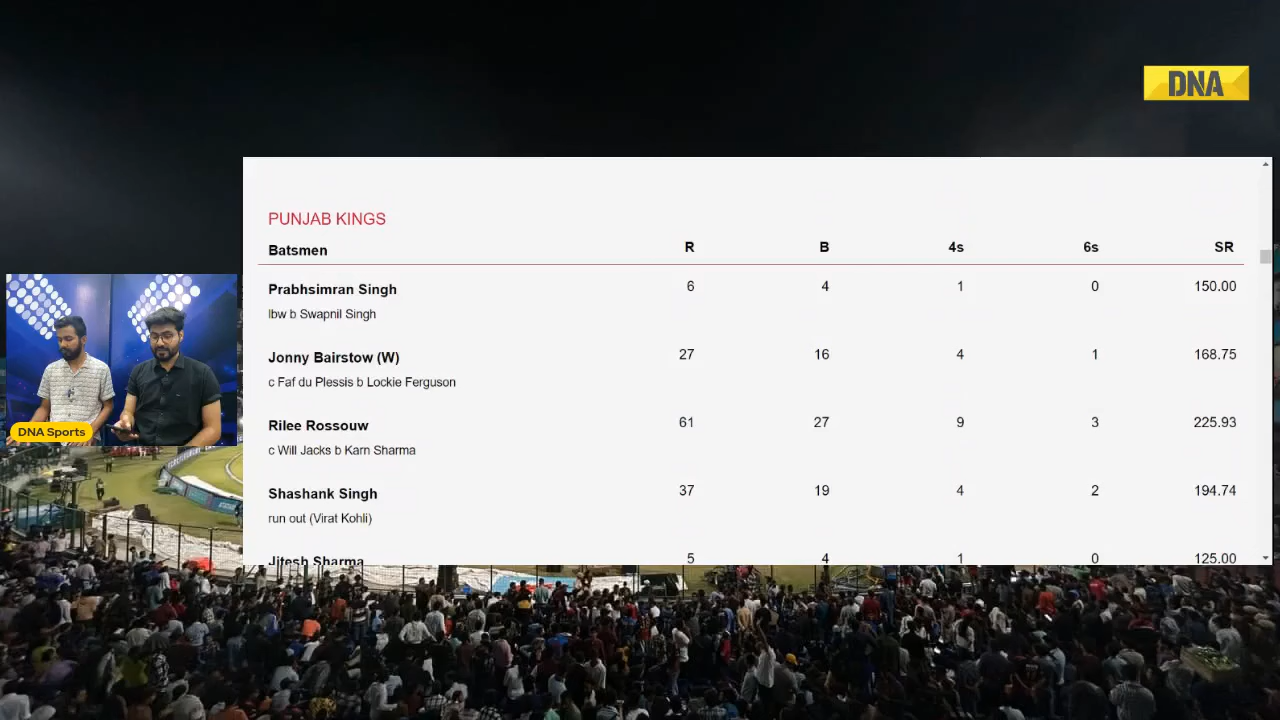 DNA
PUNJAB KINGS
Batsmen R B 4s 6s SR
Prabhsimran Singh 6 4 1 0 150.00
lbw b Swapnil Singh
Jonny Bairstow (W) 27 16 4 1 168.75
c Faf du Plessis b Lockie Ferguson
Rilee Rossouw 61 27 9 3 225.93
c Will Jacks b Karn Sharma
Shashank Singh 37 19 4 2 194.74
run out (Virat Kohli)
Jitesh Sharma 5 4 1 0 125.00
DNA Sports